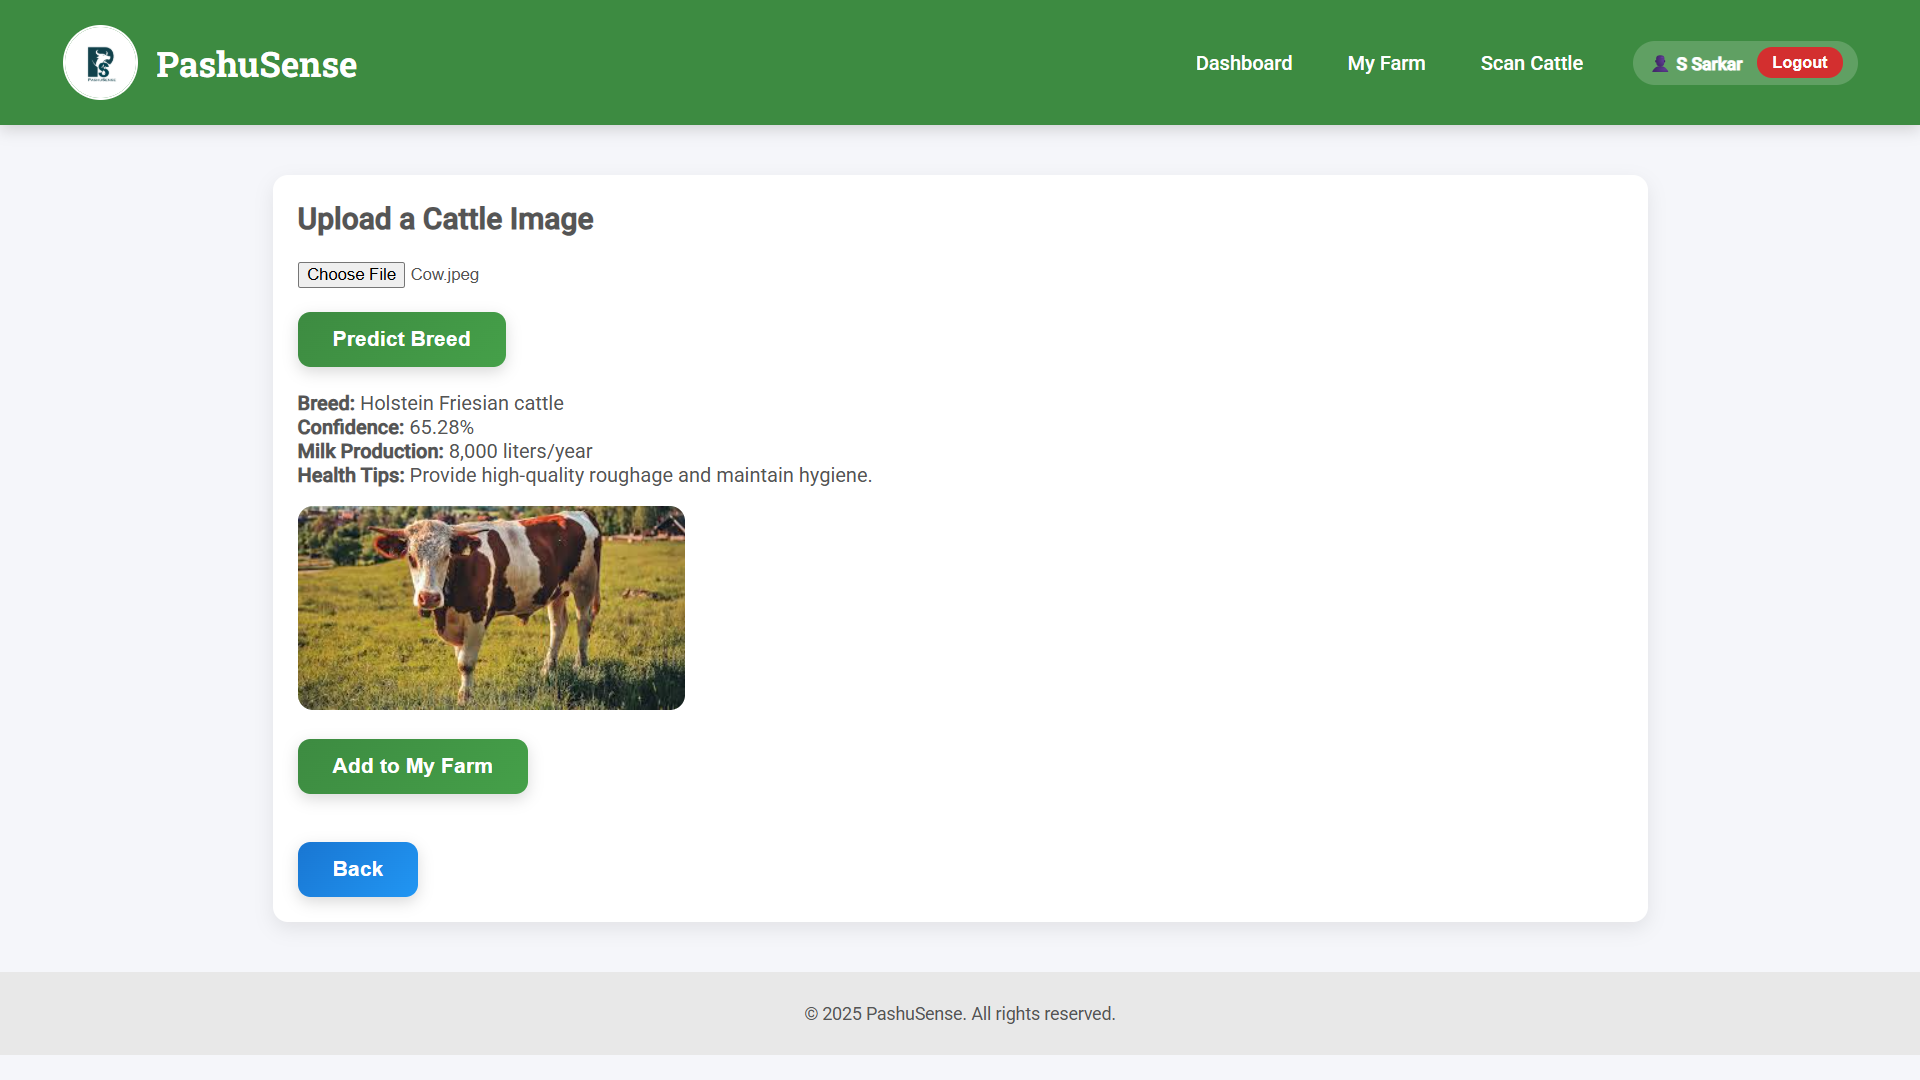 PashuSense
Dashboard
My Farm
Scan Cattle
S Sarkar
Logout
Upload a Cattle Image
Choose File Cow.jpeg
Predict Breed
Breed: Holstein Friesian cattle
Confidence: 65.28%
Milk Production: 8,000 liters/year
Health Tips: Provide high-quality roughage and maintain hygiene.
Add to My Farm
Back
© 2025 PashuSense. All rights reserved.